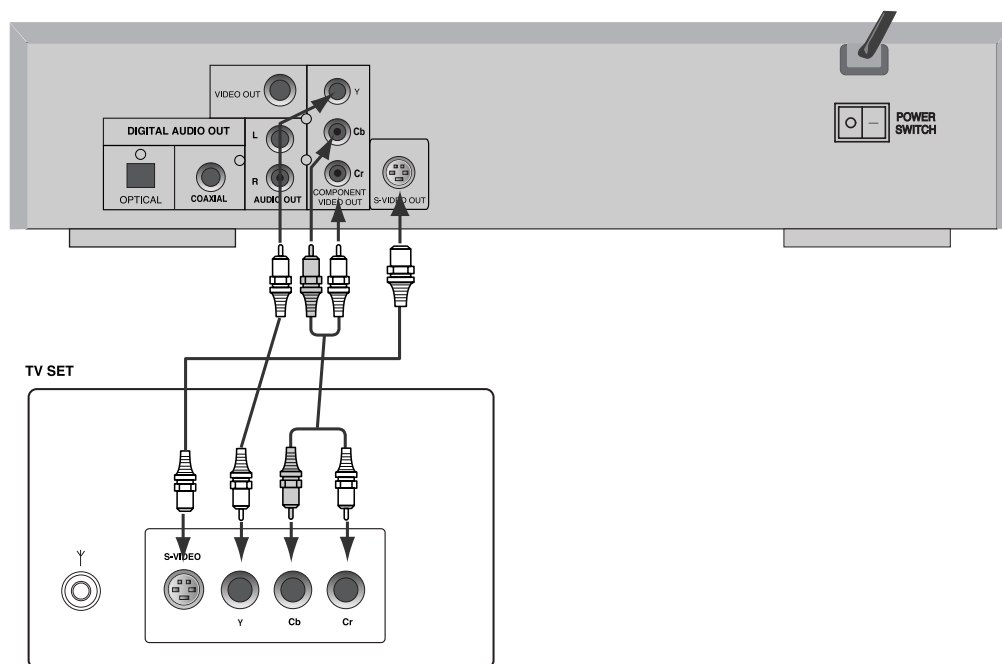 VIDEO OUT
Y
DIGITAL AUDIO OUT
L
Cb
R
Cr
OPTICAL
COAXIAL
AUDIO OUT
COMPONENT
VIDEO OUT
S-VIDEO OUT
POWER
SWITCH
TV SET
S-VIDEO
Y
Cb
Cr